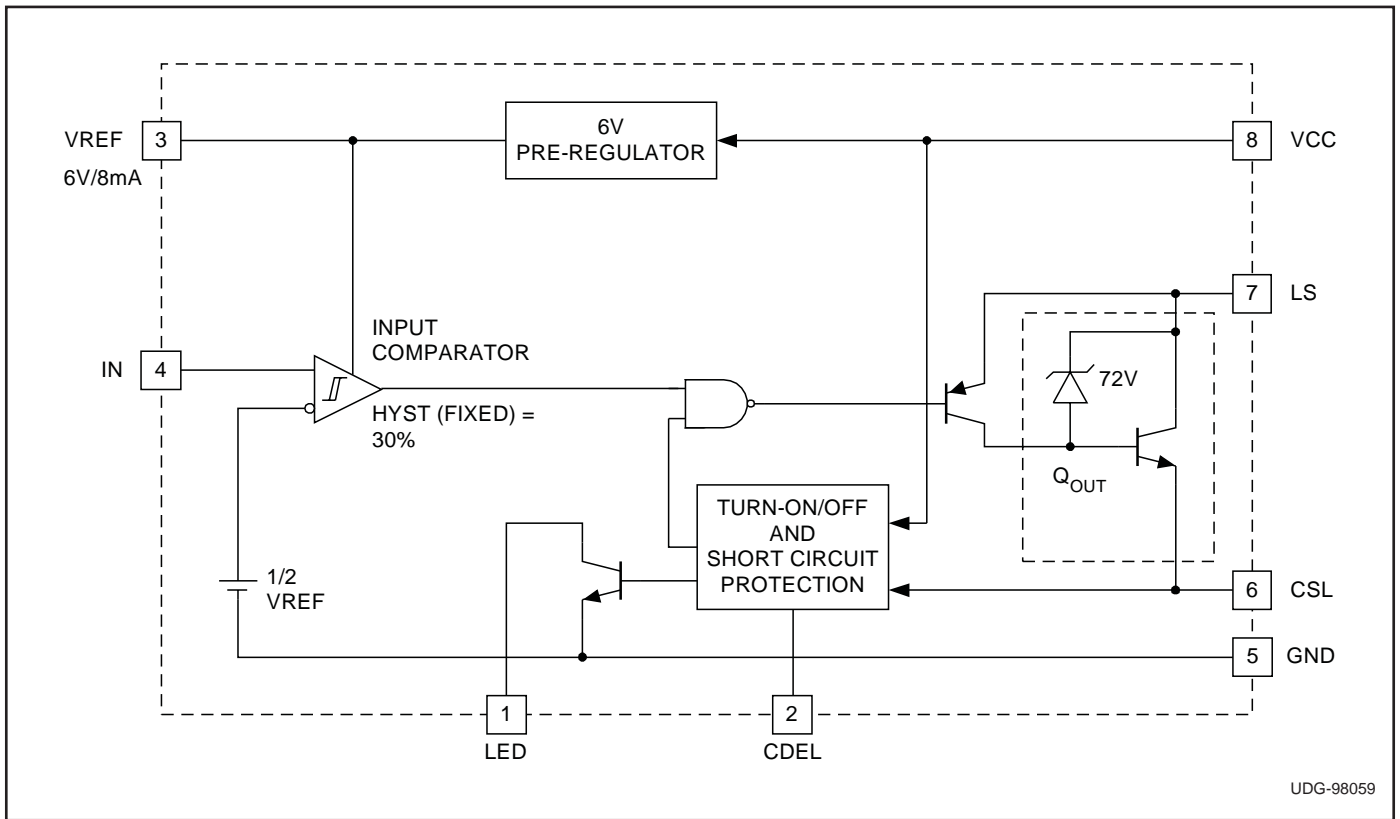 6V
PRE-REGULATOR
VREF
3
6V/8mA
8
VCC
7
LS
INPUT
COMPARATOR
IN
4
72V
HYST (FIXED) =
30%
QOUT
TURN-ON/OFF
AND
SHORT CIRCUIT
PROTECTION
1/2
VREF
6
CSL
5
GND
1
LED
2
CDEL
UDG-98059